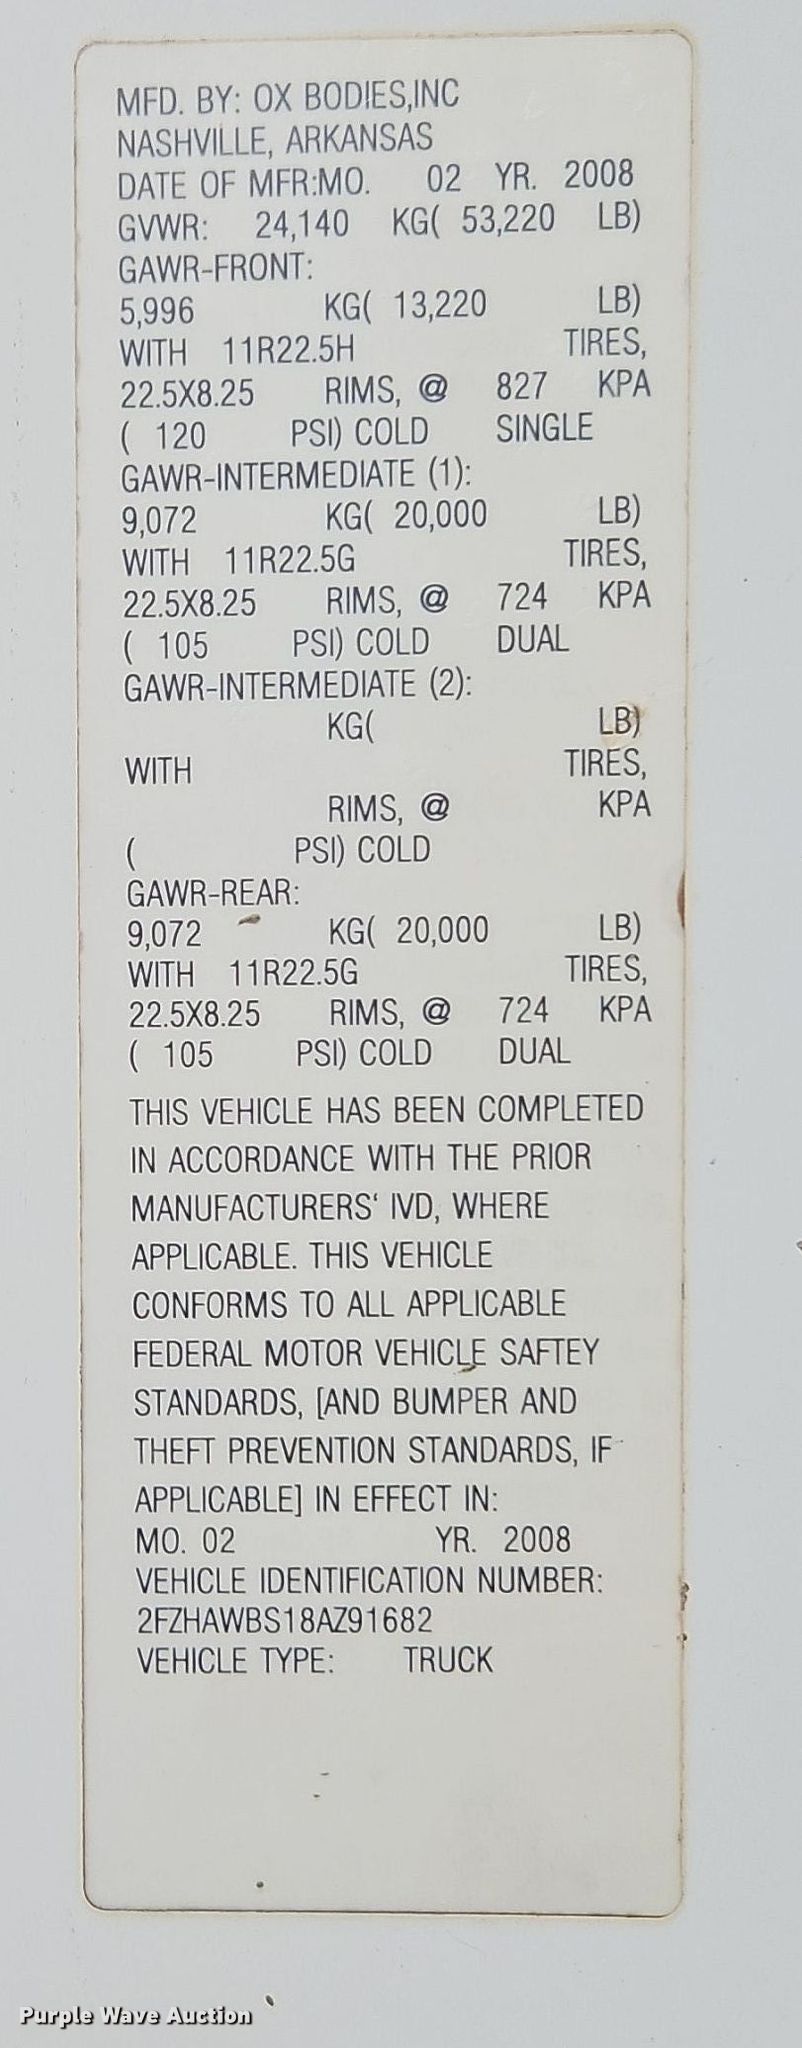 MFD. BY: OX BODIES,INC
NASHVILLE, ARKANSAS
DATE OF MFR:MO. 02 YR. 2008
GVWR: 24,140 KG( 53,220 LB)
GAWR-FRONT:
5,996 KG( 13,220 LB)
WITH 11R22.5H TIRES,
22.5X8.25 RIMS, @ 827 KPA
( 120 PSI) COLD SINGLE
GAWR-INTERMEDIATE (1):
9,072 KG( 20,000 LB)
WITH 11R22.5G TIRES,
22.5X8.25 RIMS, @ 724 KPA
( 105 PSI) COLD DUAL
GAWR-INTERMEDIATE (2):
KG( LB)
WITH TIRES,
RIMS, @ KPA
( PSI) COLD
GAWR-REAR:
9,072 KG( 20,000 LB)
WITH 11R22.5G TIRES,
22.5X8.25 RIMS, @ 724 KPA
( 105 PSI) COLD DUAL
THIS VEHICLE HAS BEEN COMPLETED
IN ACCORDANCE WITH THE PRIOR
MANUFACTURERS‘ IVD, WHERE
APPLICABLE. THIS VEHICLE
CONFORMS TO ALL APPLICABLE
FEDERAL MOTOR VEHICLE SAFTEY
STANDARDS, [AND BUMPER AND
THEFT PREVENTION STANDARDS, IF
APPLICABLE] IN EFFECT IN:
MO. 02 YR. 2008
VEHICLE IDENTIFICATION NUMBER:
2FZHAWBS18AZ91682
VEHICLE TYPE: TRUCK
Purple Wave Auction